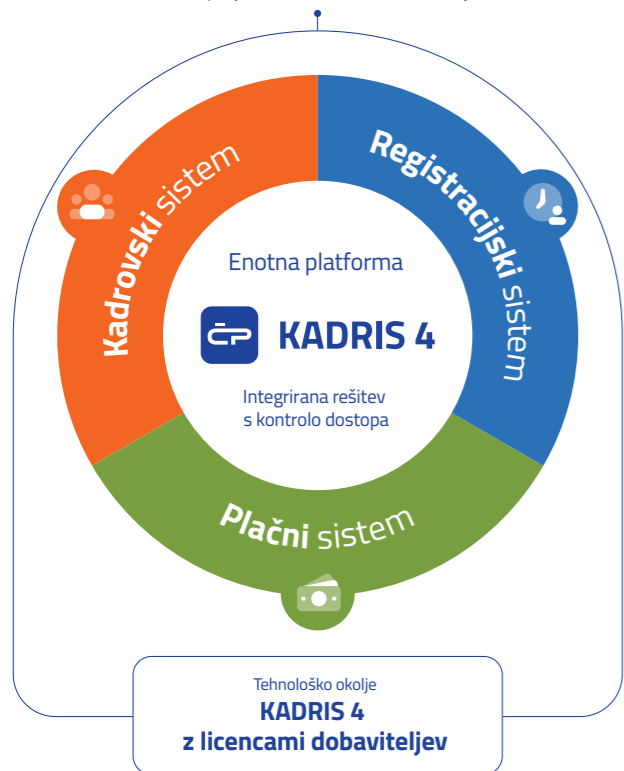 Kadrovski sistem
Registracijski sistem
Enotna platforma
ČP
KADRIS 4
Integrirana rešitev
s kontrolo dostopa
Plačni sistem
Tehnološko okolje
KADRIS 4
z licencami dobaviteljev